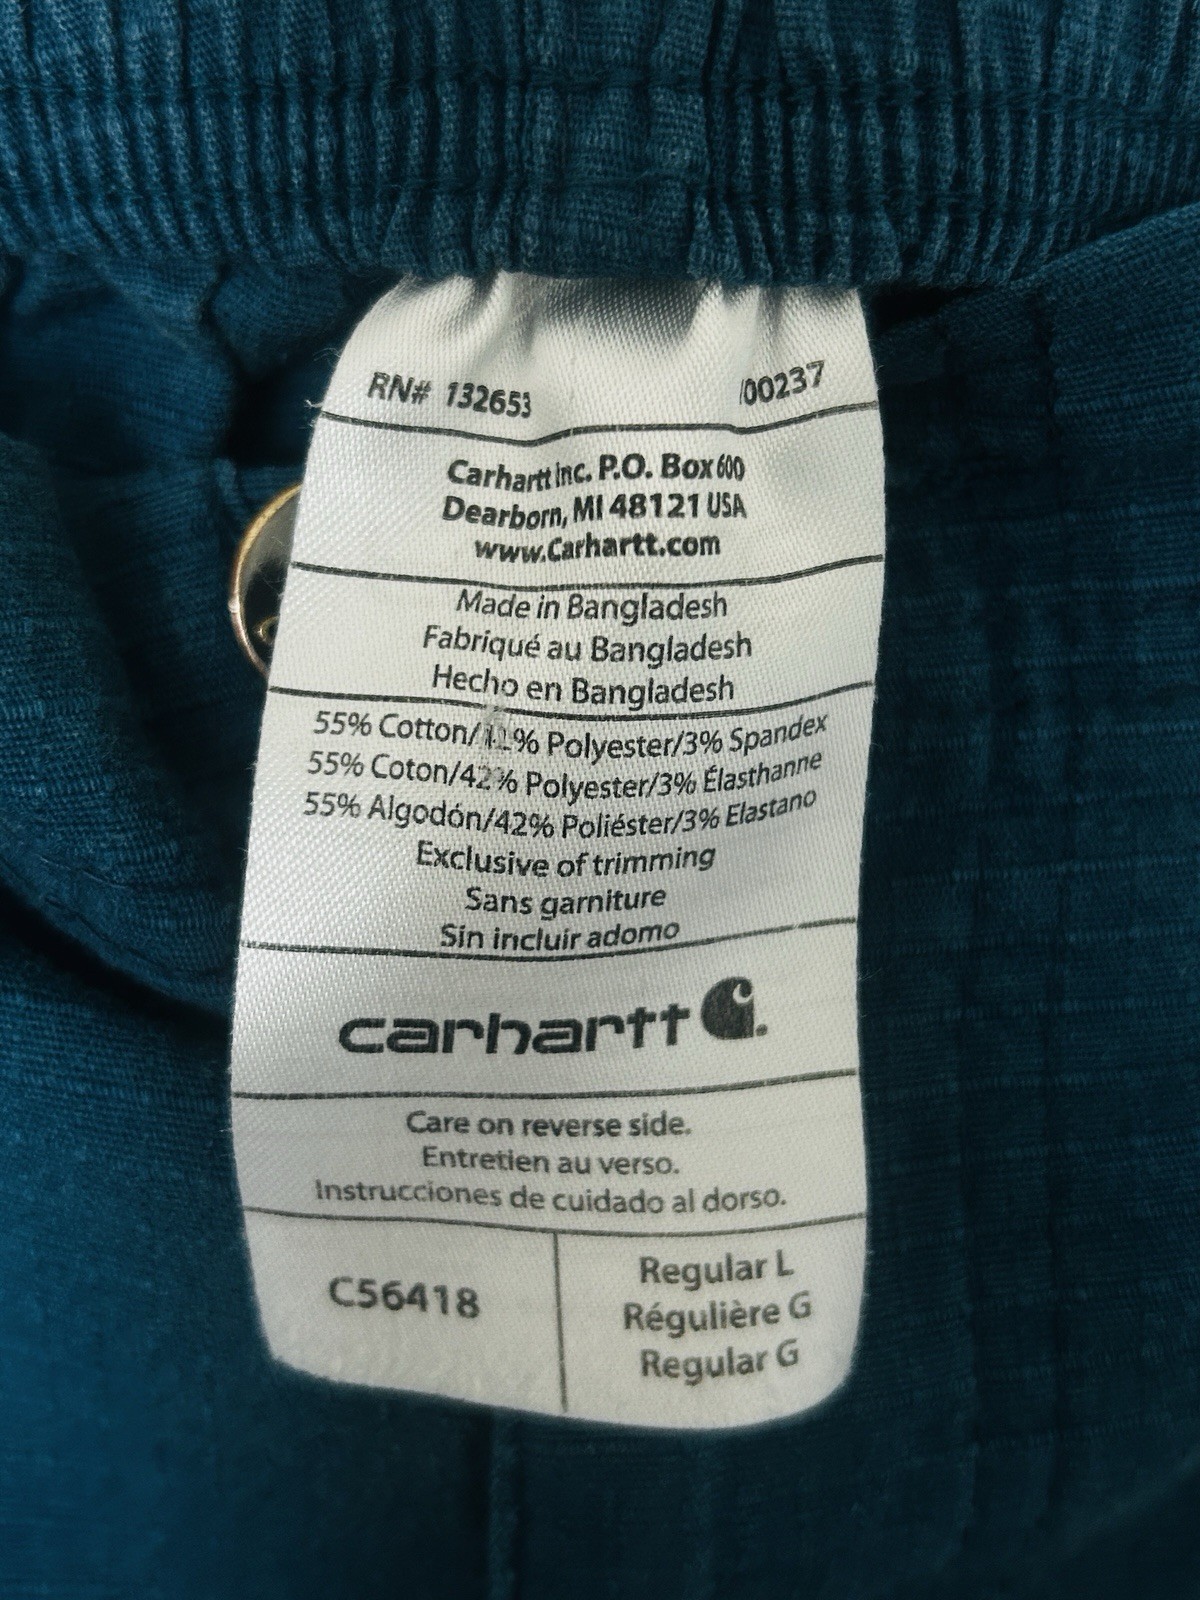 RN# 132653 /00237
Carhartt Inc. P.O. Box 600
Dearborn, MI 48121 USA
www.Carhartt.com
Made in Bangladesh
Fabriqué au Bangladesh
Hecho en Bangladesh
55% Cotton/ Polyester/3% Spandex
55% Coton/42% Polyester/3% Élasthanne
55% Algodón/42% Poliéster/3% Elastano
Exclusive of trimming
Sans garniture
Sin incluir adorno
carhartt
Care on reverse side.
Entretien au verso.
Instrucciones de cuidado al dorso.
C56418
Regular L
Régulière G
Regular G